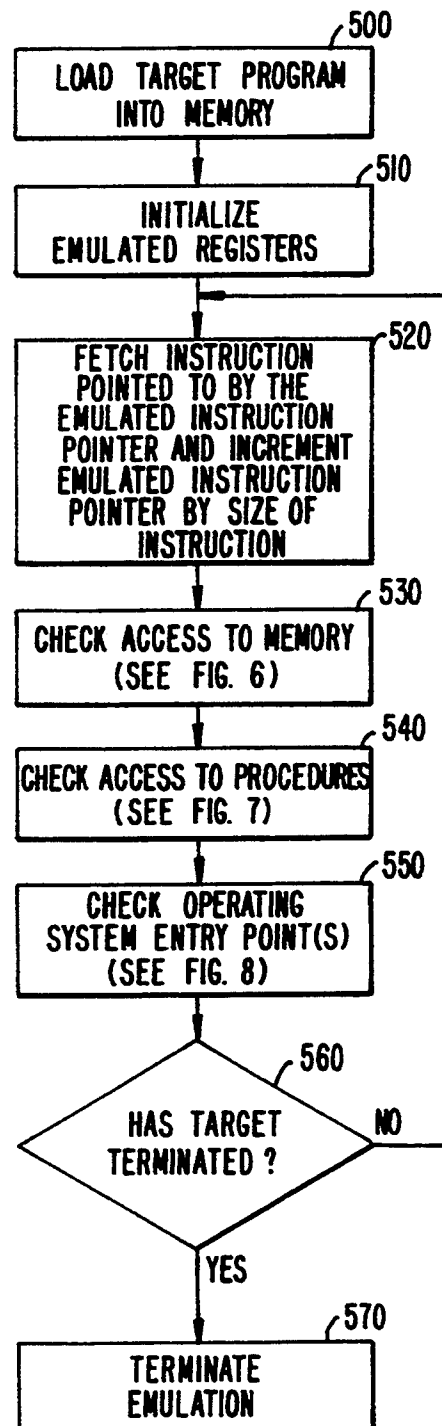 500
LOAD TARGET PROGRAM
INTO MEMORY
510
INITIALIZE
EMULATED REGISTERS
520
FETCH INSTRUCTION
POINTED TO BY THE
EMULATED INSTRUCTION
POINTER AND INCREMENT
EMULATED INSTRUCTION
POINTER BY SIZE OF
INSTRUCTION
530
CHECK ACCESS TO MEMORY
(SEE FIG. 6)
540
CHECK ACCESS TO PROCEDURES
(SEE FIG. 7)
550
CHECK OPERATING
SYSTEM ENTRY POINT(S)
(SEE FIG. 8)
560
HAS TARGET
TERMINATED ?
NO
YES
570
TERMINATE
EMULATION